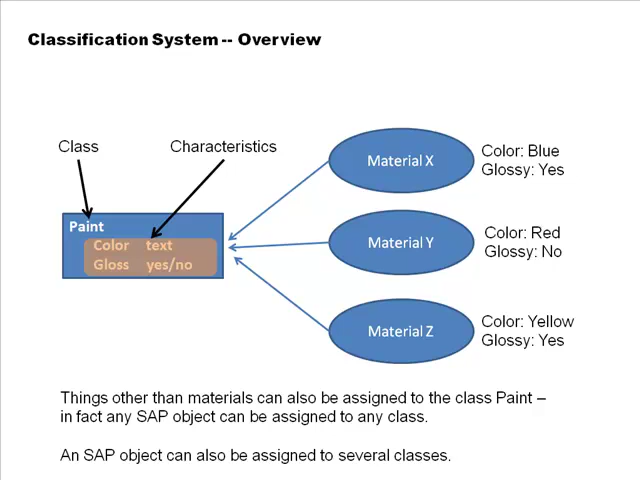 Classification System -- Overview
Class
Characteristics
Material X
Color: Blue
Glossy: Yes
Paint
Color text
Gloss yes/no
Material Y
Color: Red
Glossy: No
Material Z
Color: Yellow
Glossy: Yes
Things other than materials can also be assigned to the class Paint –
in fact any SAP object can be assigned to any class.
An SAP object can also be assigned to several classes.